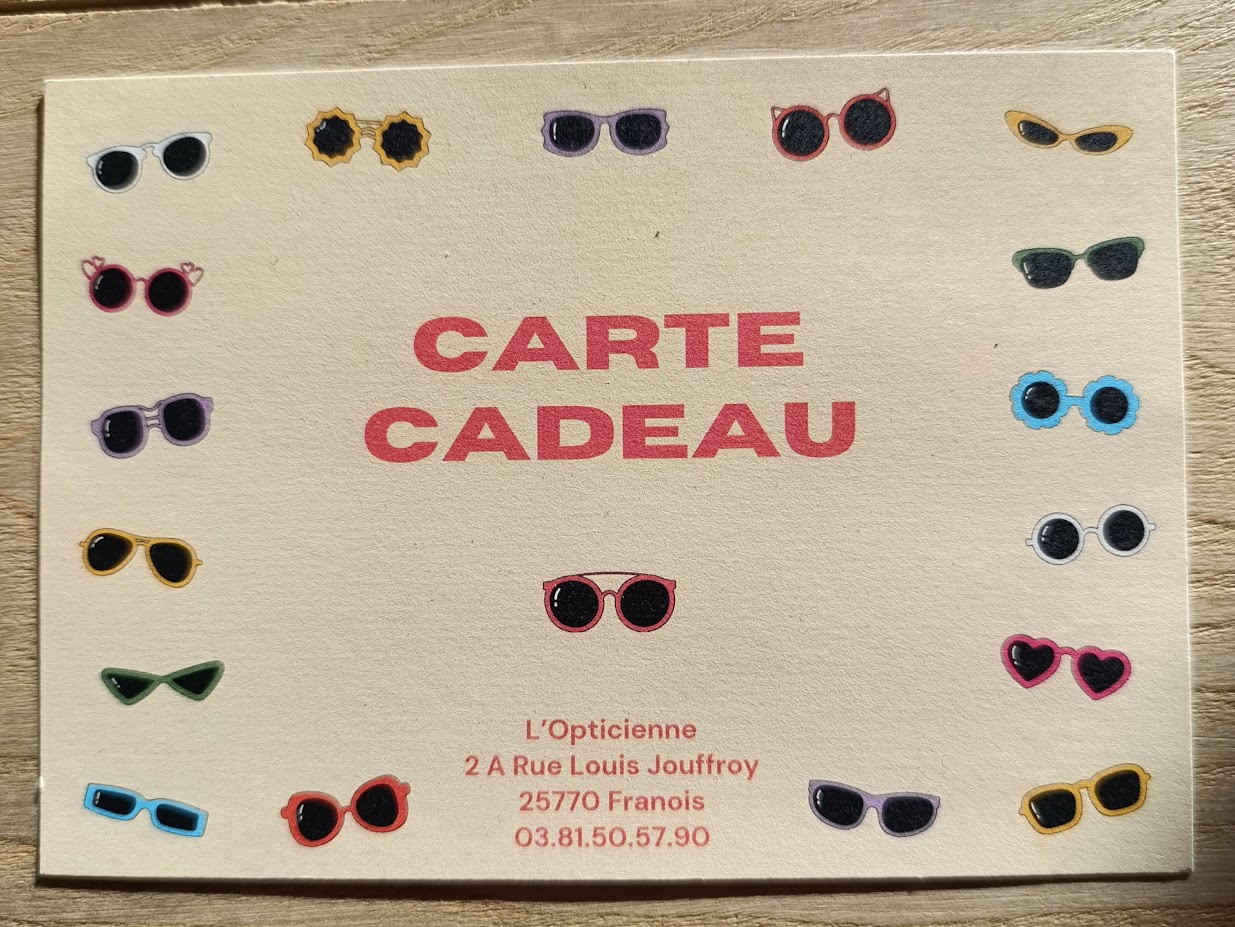 CARTE
CADEAU
L'Opticienne
2 A Rue Louis Jouffroy
25770 Franois
03.81.50.57.90